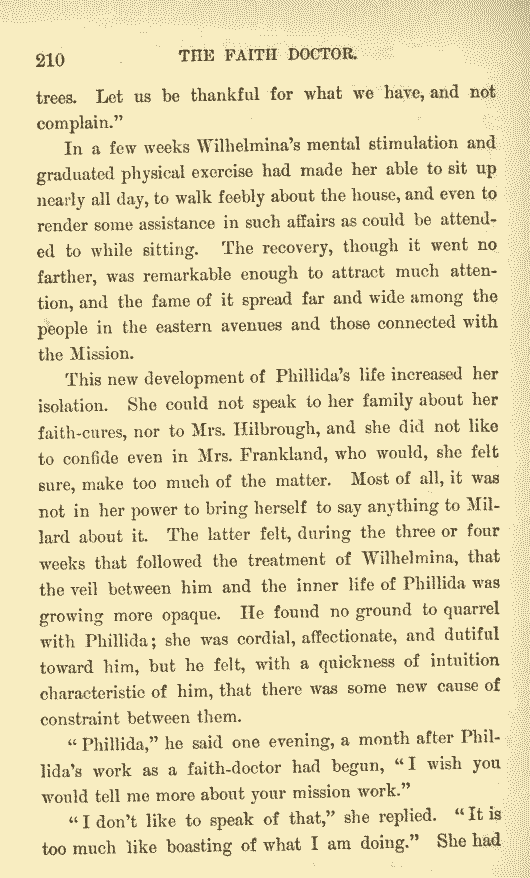 210 THE FAITH DOCTOR.
trees. Let us be thankful for what we have, and not
complain.”
In a few weeks Wilhelmina’s mental stimulation and
graduated physical exercise had made her able to sit up
nearly all day, to walk feebly about the house, and even to
render some assistance in such affairs as could be attend-
ed to while sitting. The recovery, though it went no
farther, was remarkable enough to attract much atten-
tion, and the fame of it spread far and wide among the
people in the eastern avenues and those connected with
the Mission.
This new development of Phillida’s life increased her
isolation. She could not speak to her family about her
faith-cures, nor to Mrs. Hilbrough, and she did not like
to confide even in Mrs. Frankland, who would, she felt
sure, make too much of the matter. Most of all, it was
not in her power to bring herself to say anything to Mil-
lard about it. The latter felt, during the three or four
weeks that followed the treatment of Wilhelmina, that
the veil between him and the inner life of Phillida was
growing more opaque. He found no ground to quarrel
with Phillida; she was cordial, affectionate, and dutiful
toward him, but he felt, with a quickness of intuition
characteristic of him, that there was some new cause of
constraint between them.
“Phillida,” he said one evening, a month after Phil-
lida’s work as a faith-doctor had begun, “I wish you
would tell me more about your mission work.”
“I don’t like to speak of that,” she replied. “It is
too much like boasting of what I am doing.” She had